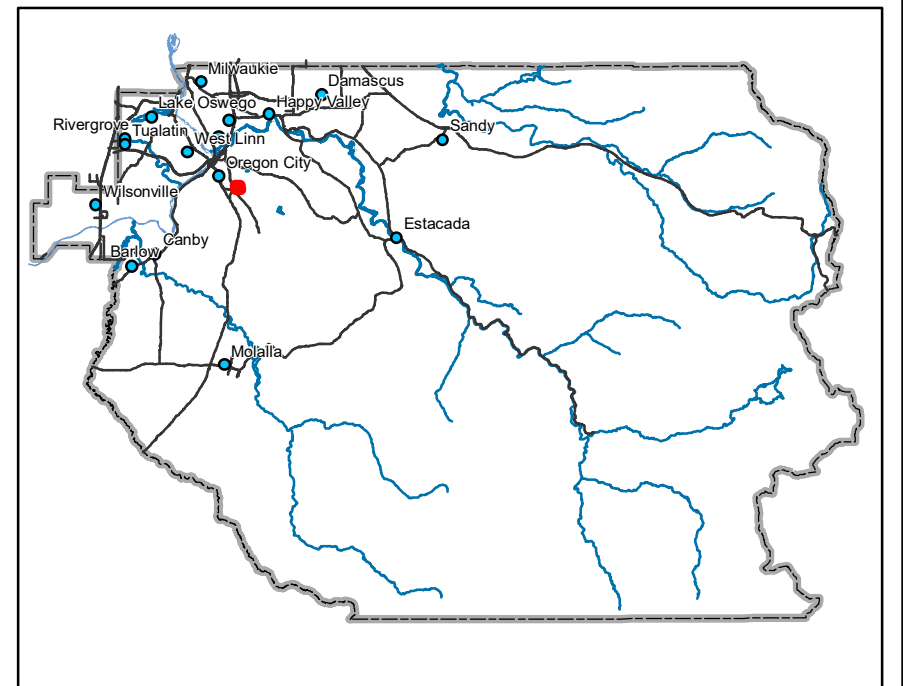 Milwaukie
Damascus
Lake Oswego
Happy Valley
Rivergrove
Tualatin
West Linn
Sandy
Oregon City
Wilsonville
Estacada
Canby
Barlow
Molalla